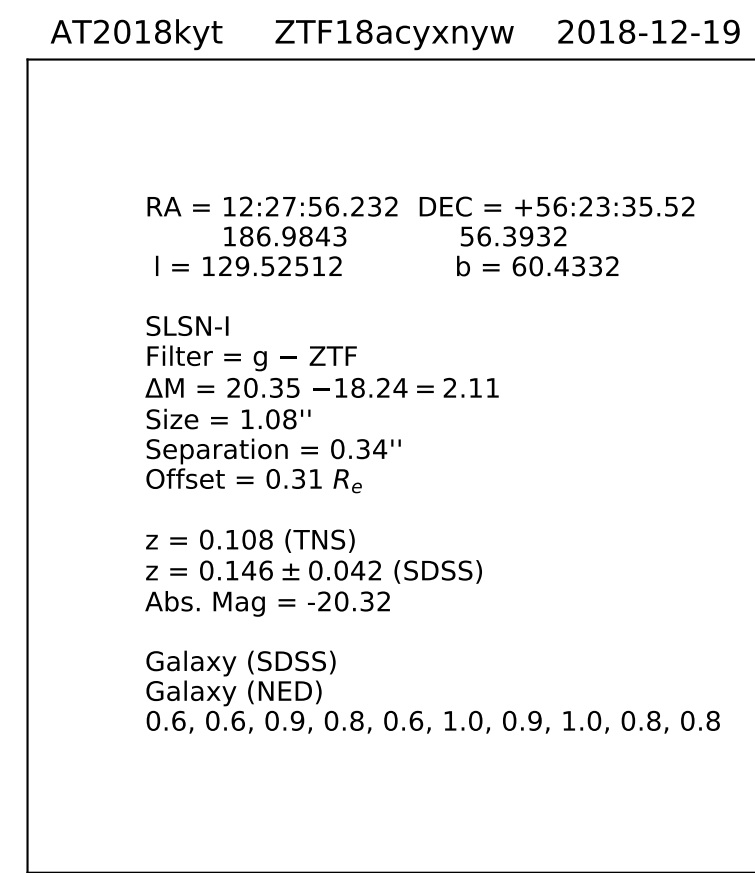 AT2018kyt ZTF18acyxnyw 2018-12-19
RA = 12:27:56.232 DEC = +56:23:35.52
186.9843 56.3932
l = 129.52512 b = 60.4332
SLSN-I
Filter = g − ZTF
ΔM = 20.35 −18.24 = 2.11
Size = 1.08''
Separation = 0.34''
Offset = 0.31 Rₑ
z = 0.108 (TNS)
z = 0.146 ± 0.042 (SDSS)
Abs. Mag = -20.32
Galaxy (SDSS)
Galaxy (NED)
0.6, 0.6, 0.9, 0.8, 0.6, 1.0, 0.9, 1.0, 0.8, 0.8